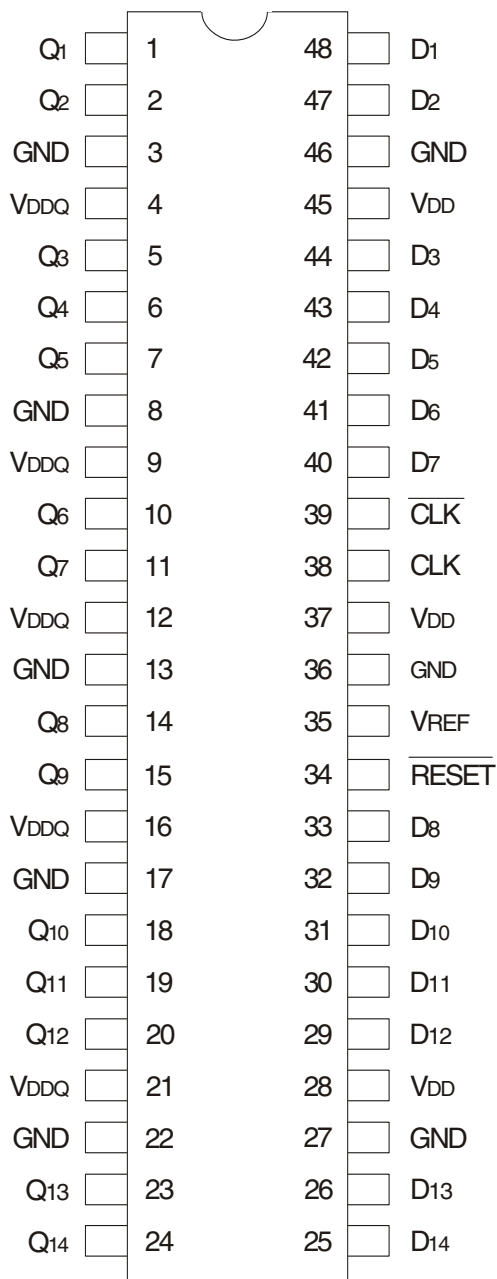 Q1 1 48 D1
Q2 2 47 D2
GND 3 46 GND
VDDQ 4 45 VDD
Q3 5 44 D3
Q4 6 43 D4
Q5 7 42 D5
GND 8 41 D6
VDDQ 9 40 D7
Q6 10 39 CLK
Q7 11 38 CLK
VDDQ 12 37 VDD
GND 13 36 GND
Q8 14 35 VREF
Q9 15 34 RESET
VDDQ 16 33 D8
GND 17 32 D9
Q10 18 31 D10
Q11 19 30 D11
Q12 20 29 D12
VDDQ 21 28 VDD
GND 22 27 GND
Q13 23 26 D13
Q14 24 25 D14